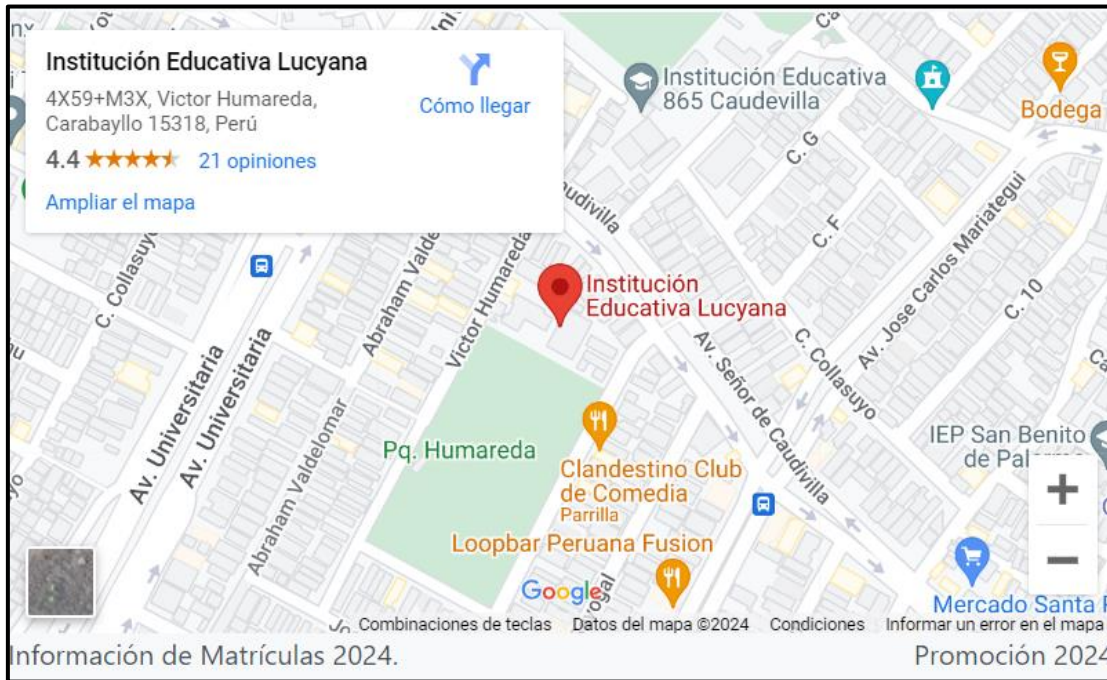 Institución Educativa Lucyana
4X59+M3X, Victor Humareda,
Carabayllo 15318, Perú
4.4
21 opiniones
Ampliar el mapa
Cómo llegar
Institución Educativa
865 Caudevilla
Bodega
C. G
C. F
C. 10
Av. Jose Carlos Mariategui
C. Collasuyo
Abraham Valdel
Victor Humareda
Institución
Educativa Lucyana
Av. Señor de Caudivilla
C. Collasuyo
Av. Universitaria
Av. Universitaria
Abraham Valdelomar
Pq. Humareda
Clandestino Club
de Comedia
Parrilla
IEP San Benito
de Pal
Loopbar Peruana Fusion
+
−
Google
Mercado Santa
Combinaciones de teclas
Datos del mapa ©2024
Condiciones
Informar un error en el mapa
Información de Matrículas 2024.
Promoción 2024